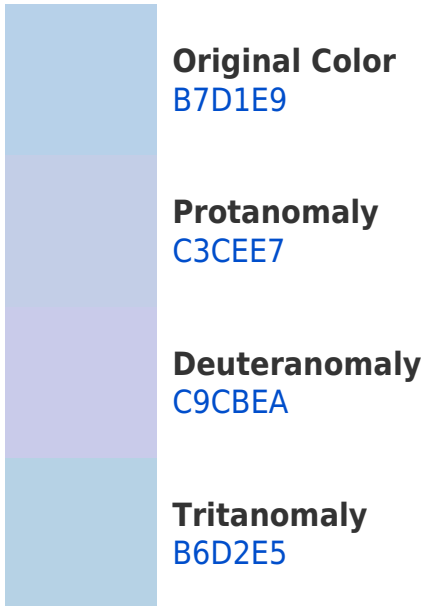 Original Color
B7D1E9
Protanomaly
C3CEE7
Deuteranomaly
C9CBEA
Tritanomaly
B6D2E5